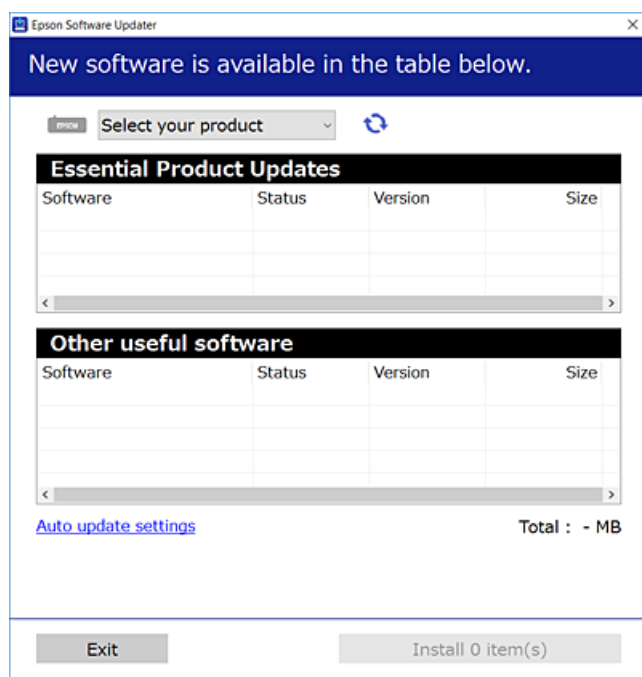 Epson Software Updater
New software is available in the table below.
EPSON Select your product
Essential Product Updates
Software Status Version Size
Other useful software
Software Status Version Size
Auto update settings Total : - MB
Exit Install 0 item(s)